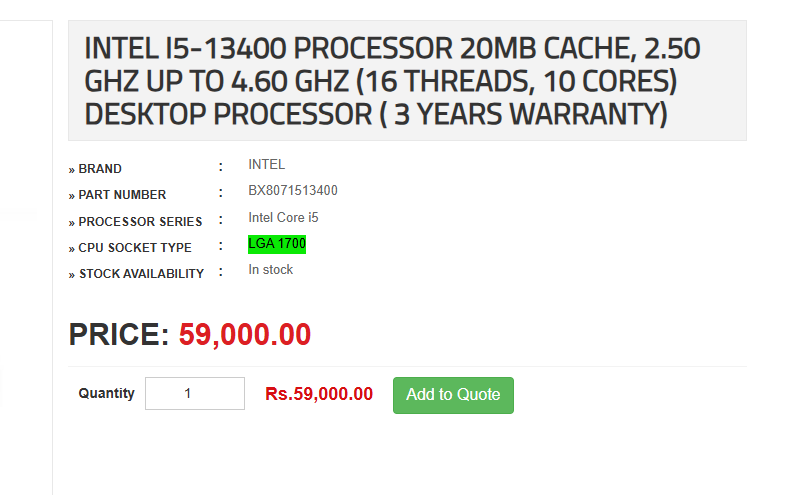 INTEL I5-13400 PROCESSOR 20MB CACHE, 2.50
GHZ UP TO 4.60 GHZ (16 THREADS, 10 CORES)
DESKTOP PROCESSOR ( 3 YEARS WARRANTY)
» BRAND : INTEL
» PART NUMBER : BX8071513400
» PROCESSOR SERIES : Intel Core i5
» CPU SOCKET TYPE : LGA 1700
» STOCK AVAILABILITY : In stock
PRICE: 59,000.00
Quantity 1 Rs.59,000.00 Add to Quote